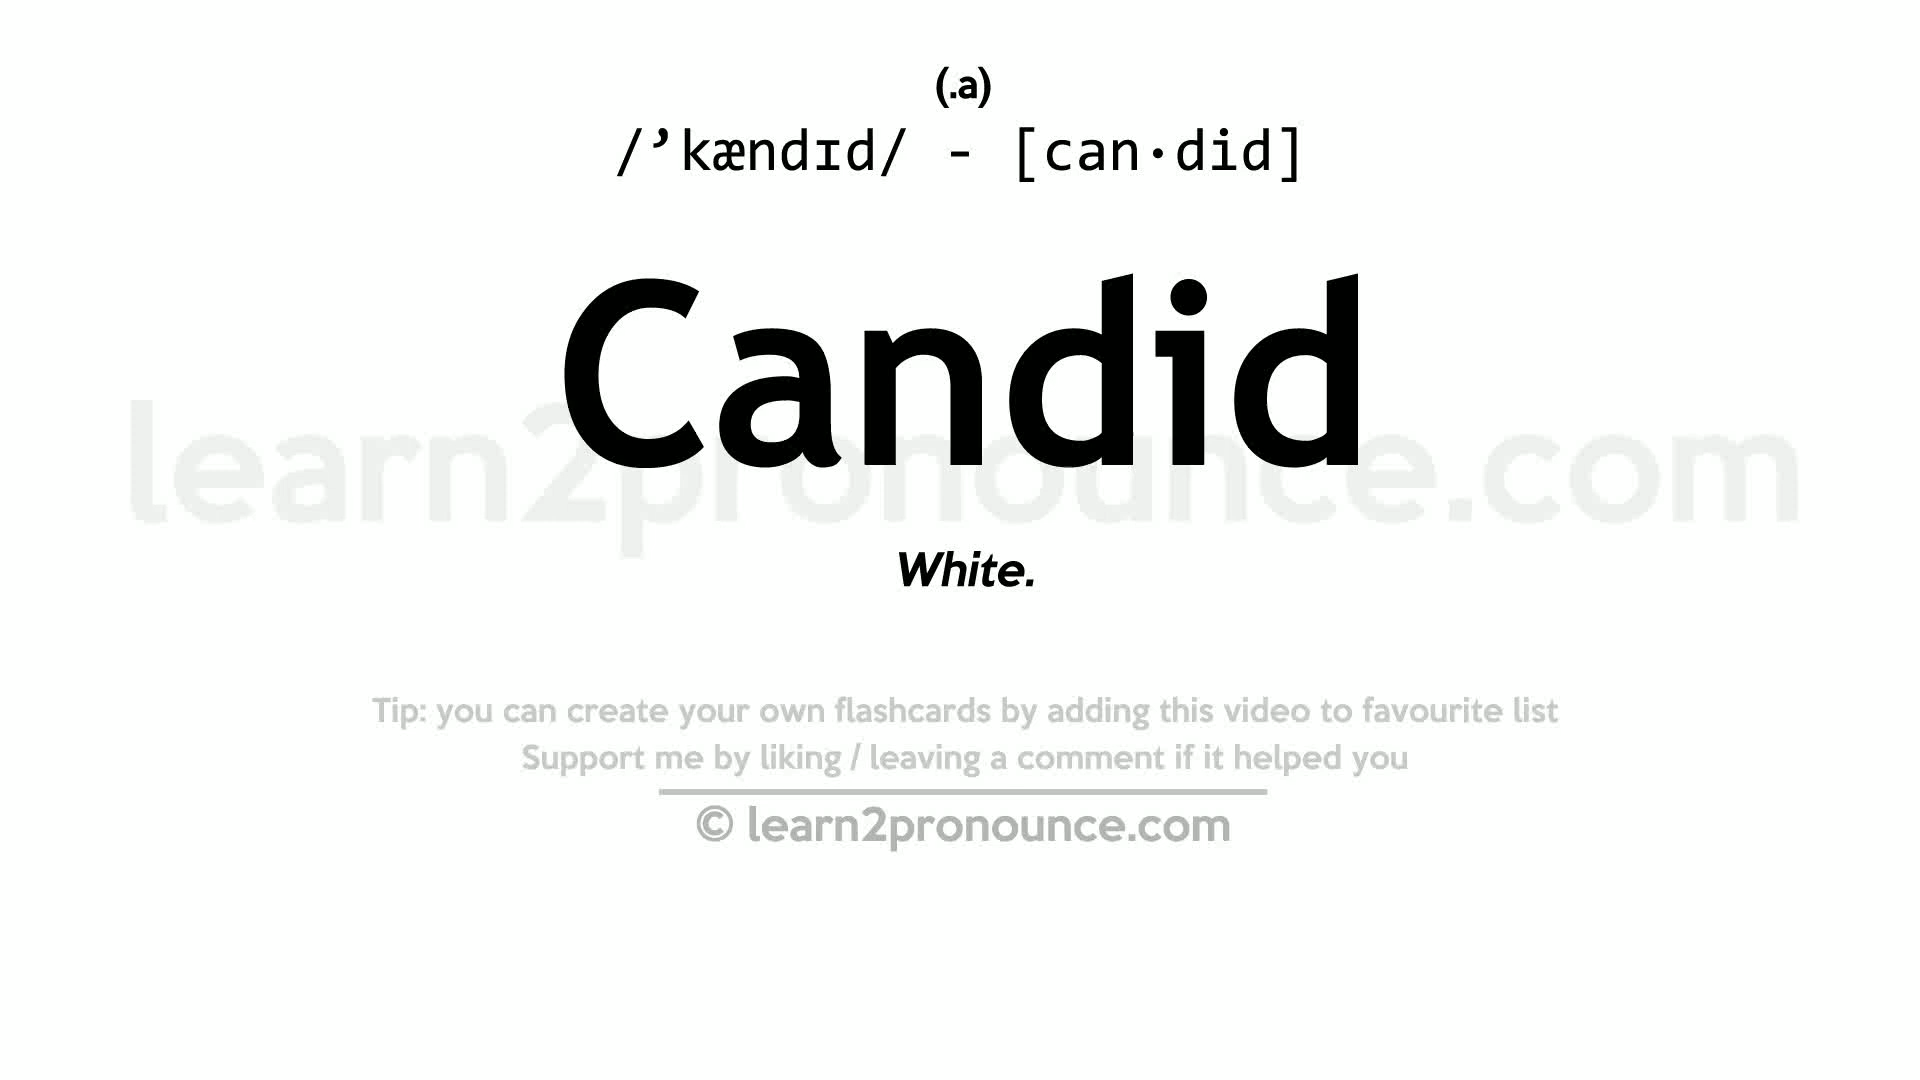 (.a)
/’kændɪd/ - [can·did]
Candid
learn2pronounce.com
White.
Tip: you can create your own flashcards by adding this video to favourite list
Support me by liking / leaving a comment if it helped you
© learn2pronounce.com